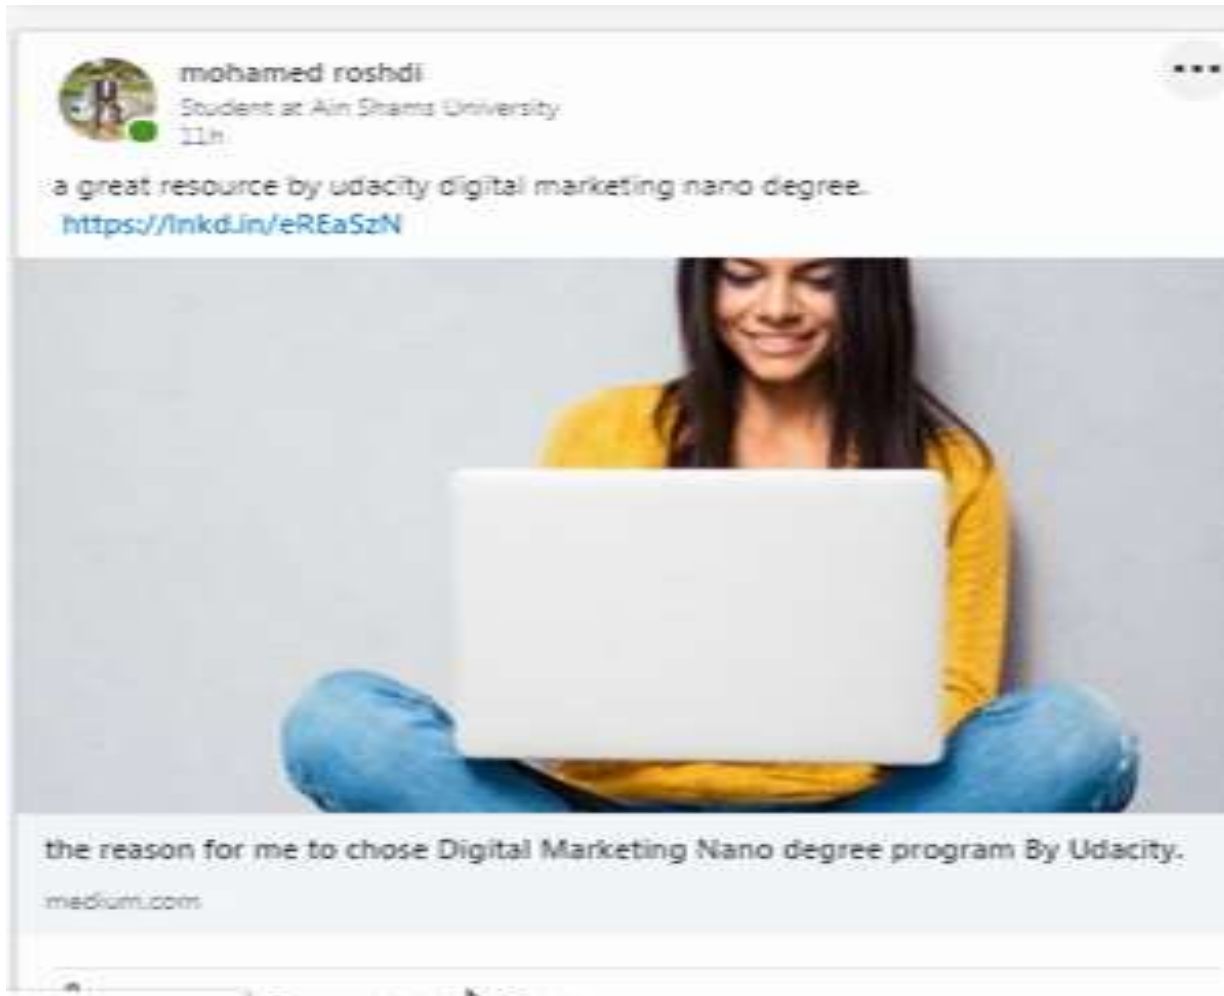 mohamed roshdi
Student at Ain Shams University
11h
a great resource by udacity digital marketing nano degree.
https://lnkd.in/eREaSzN
the reason for me to chose Digital Marketing Nano degree program By Udacity.
medium.com